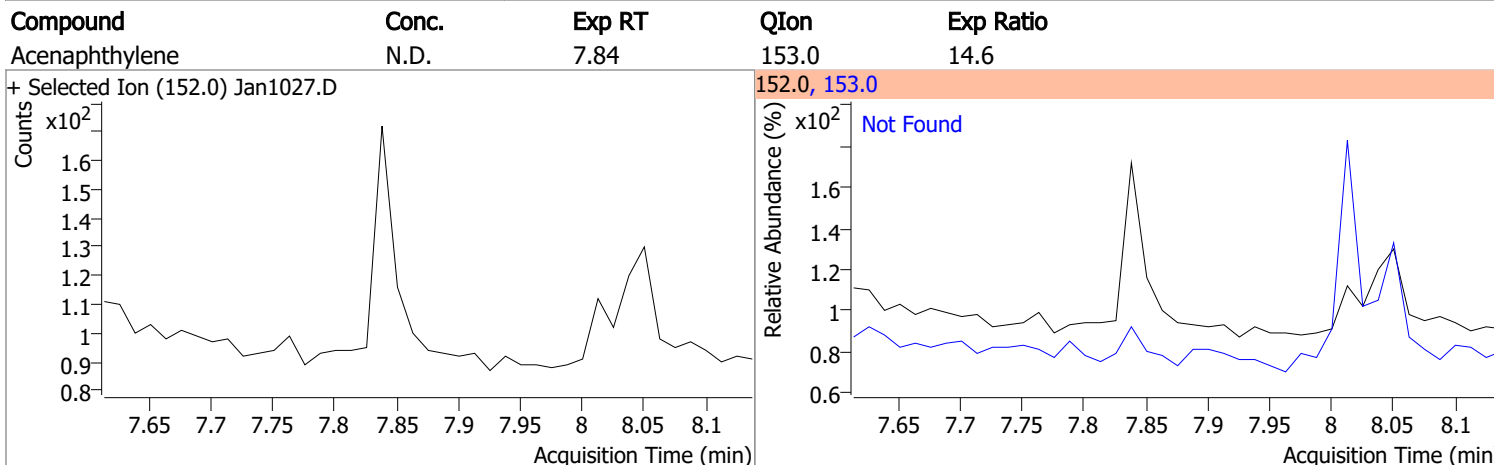 Compound Conc. Exp RT QIon Exp Ratio
Acenaphthylene N.D. 7.84 153.0 14.6
+ Selected Ion (152.0) Jan1027.D
Counts
x10²
1.6
1.5
1.4
1.3
1.2
1.1
1
0.9
0.8
7.65 7.7 7.75 7.8 7.85 7.9 7.95 8 8.05 8.1
Acquisition Time (min)
152.0, 153.0
Relative Abundance (%)
x10²
Not Found
1.6
1.4
1.2
1
0.8
0.6
7.65 7.7 7.75 7.8 7.85 7.9 7.95 8 8.05 8.1
Acquisition Time (min